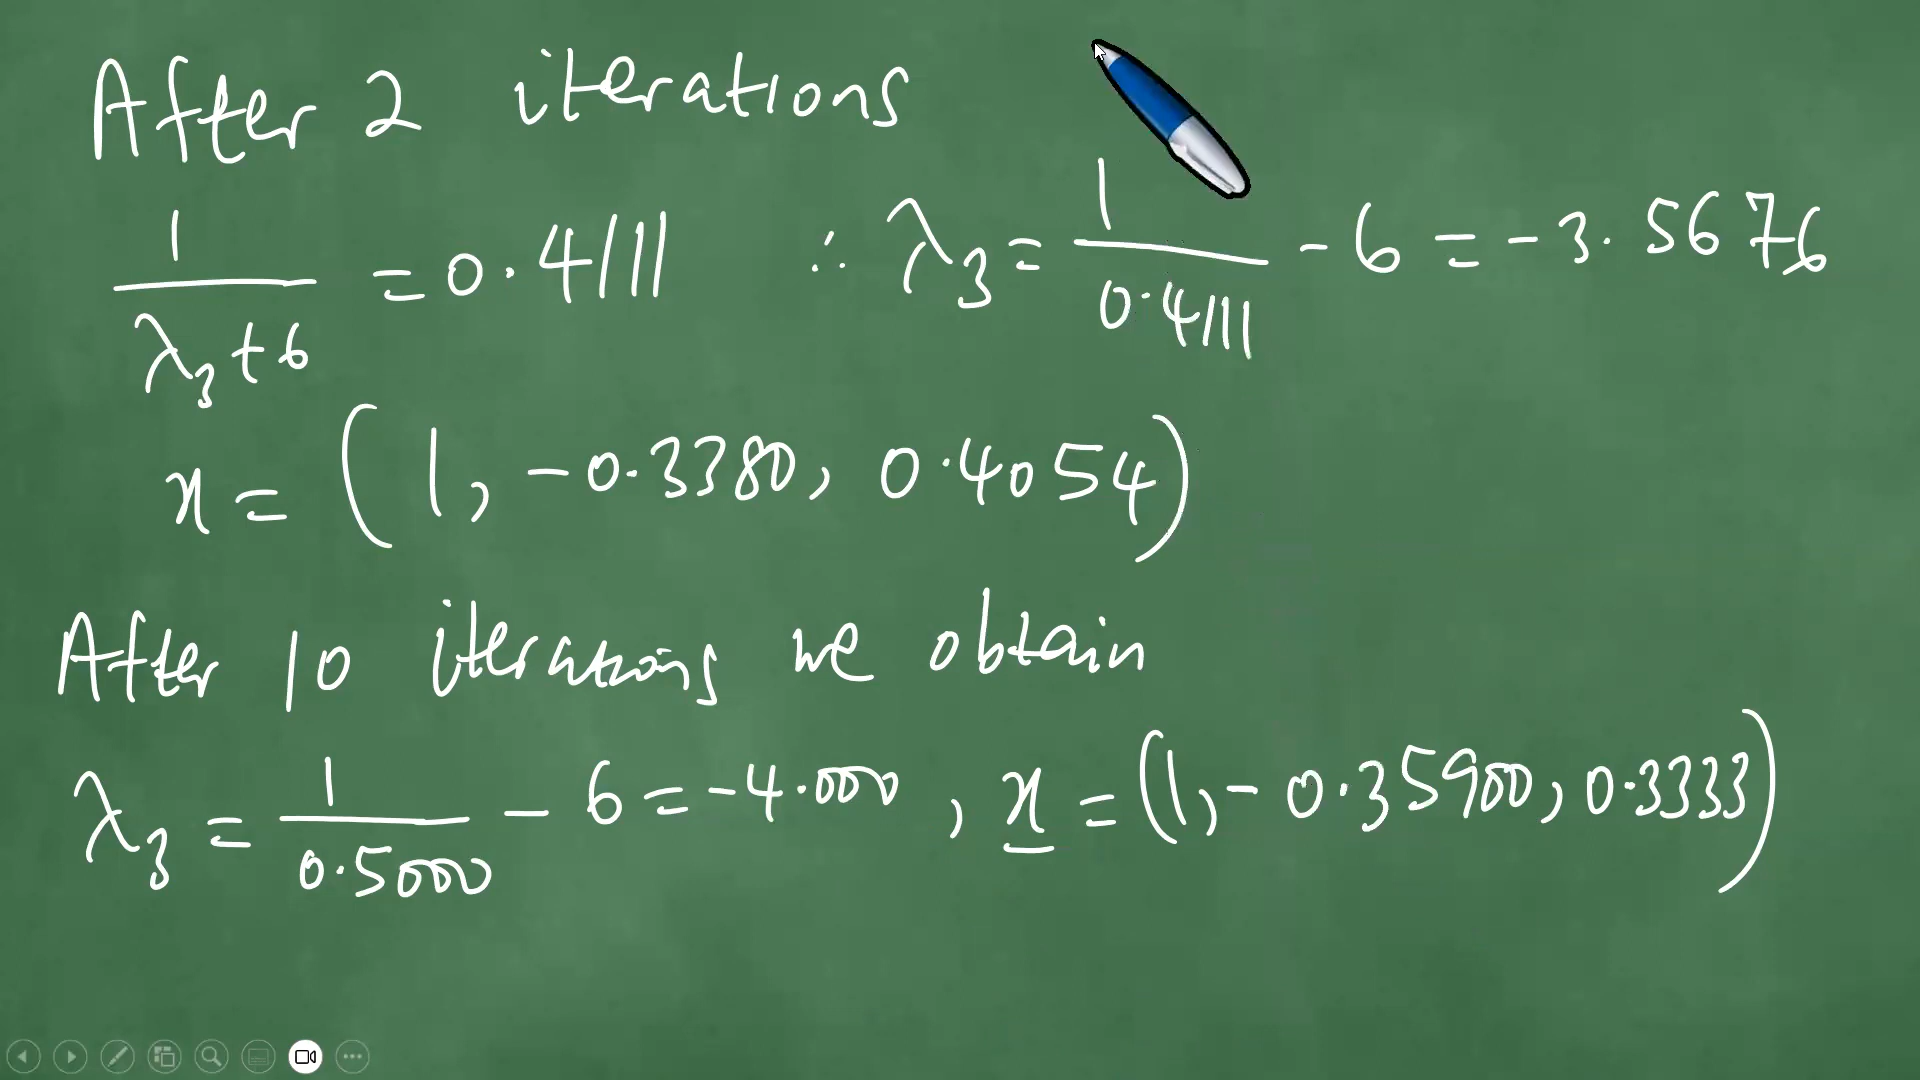 After 2 iterations
1/(λ₃+6) = 0.4111 ∴ λ₃ = 1/0.4111 - 6 = -3.5676
x = (1, -0.3380, 0.4054)
After 10 iterations we obtain
λ₃ = 1/0.5000 - 6 = -4.000, x = (1, -0.35900, 0.3333)